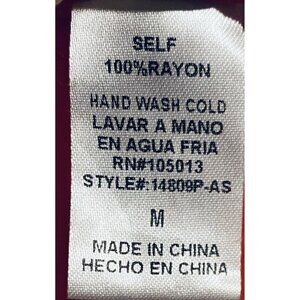 SELF
100%RAYON
HAND WASH COLD
LAVAR A MANO
EN AGUA FRIA
RN#105013
STYLE#:14809P-AS
M
MADE IN CHINA
HECHO EN CHINA